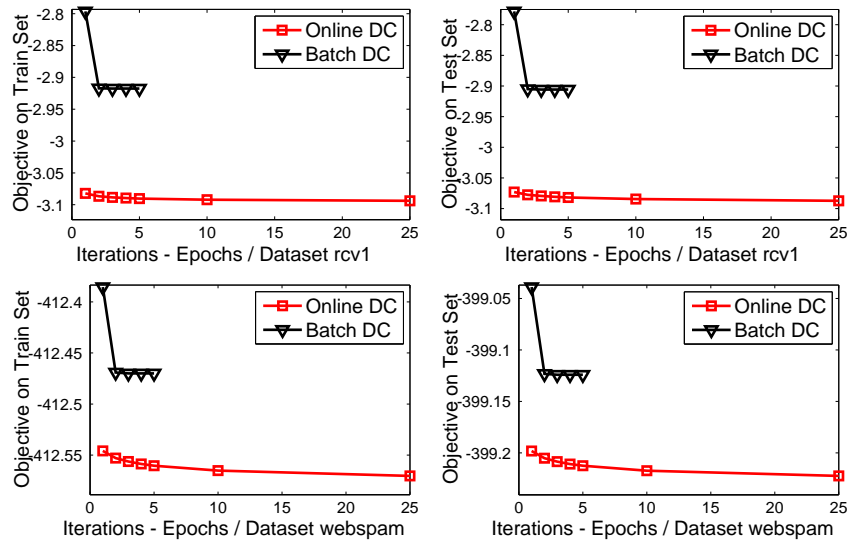 Objective on Train Set
-2.8
-2.85
-2.9
-2.95
-3
-3.05
-3.1
0 5 10 15 20 25
Iterations - Epochs / Dataset rcv1
Online DC
Batch DC
Objective on Test Set
-2.8
-2.85
-2.9
-2.95
-3
-3.05
-3.1
0 5 10 15 20 25
Iterations - Epochs / Dataset rcv1
Online DC
Batch DC
Objective on Train Set
-412.4
-412.45
-412.5
-412.55
0 5 10 15 20 25
Iterations - Epochs / Dataset webspam
Online DC
Batch DC
Objective on Test Set
-399.05
-399.1
-399.15
-399.2
0 5 10 15 20 25
Iterations - Epochs / Dataset webspam
Online DC
Batch DC